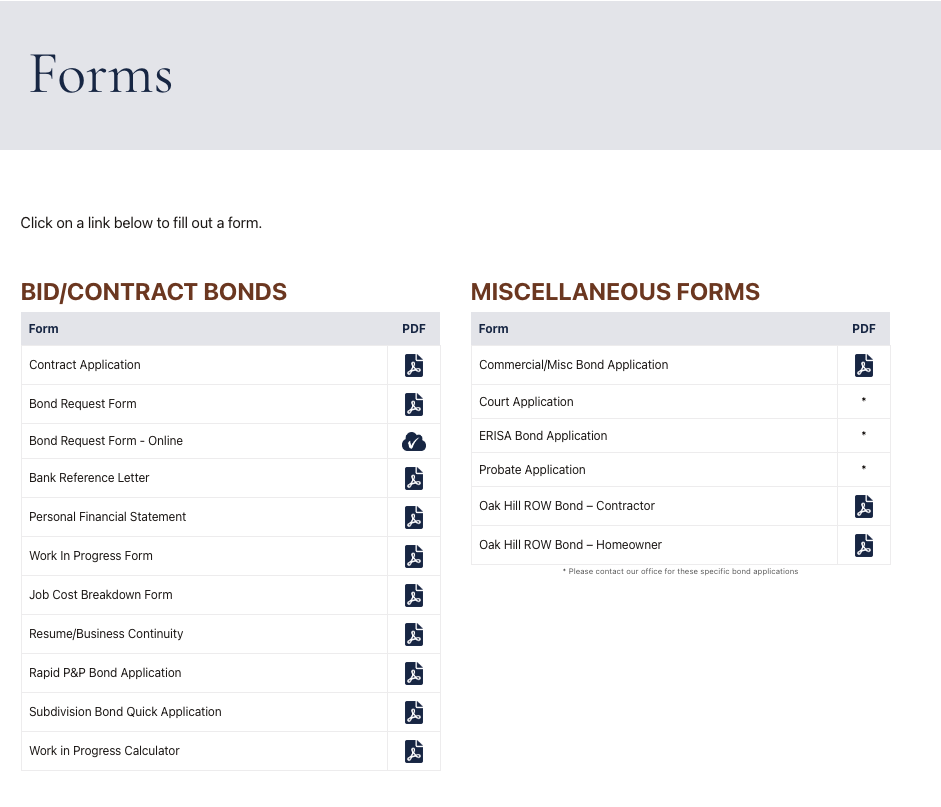 Forms
Click on a link below to fill out a form.
BID/CONTRACT BONDS
Form PDF
Contract Application
Bond Request Form
Bond Request Form - Online
Bank Reference Letter
Personal Financial Statement
Work In Progress Form
Job Cost Breakdown Form
Resume/Business Continuity
Rapid P&P Bond Application
Subdivision Bond Quick Application
Work in Progress Calculator
MISCELLANEOUS FORMS
Form PDF
Commercial/Misc Bond Application
Court Application *
ERISA Bond Application *
Probate Application *
Oak Hill ROW Bond – Contractor
Oak Hill ROW Bond – Homeowner
* Please contact our office for these specific bond applications